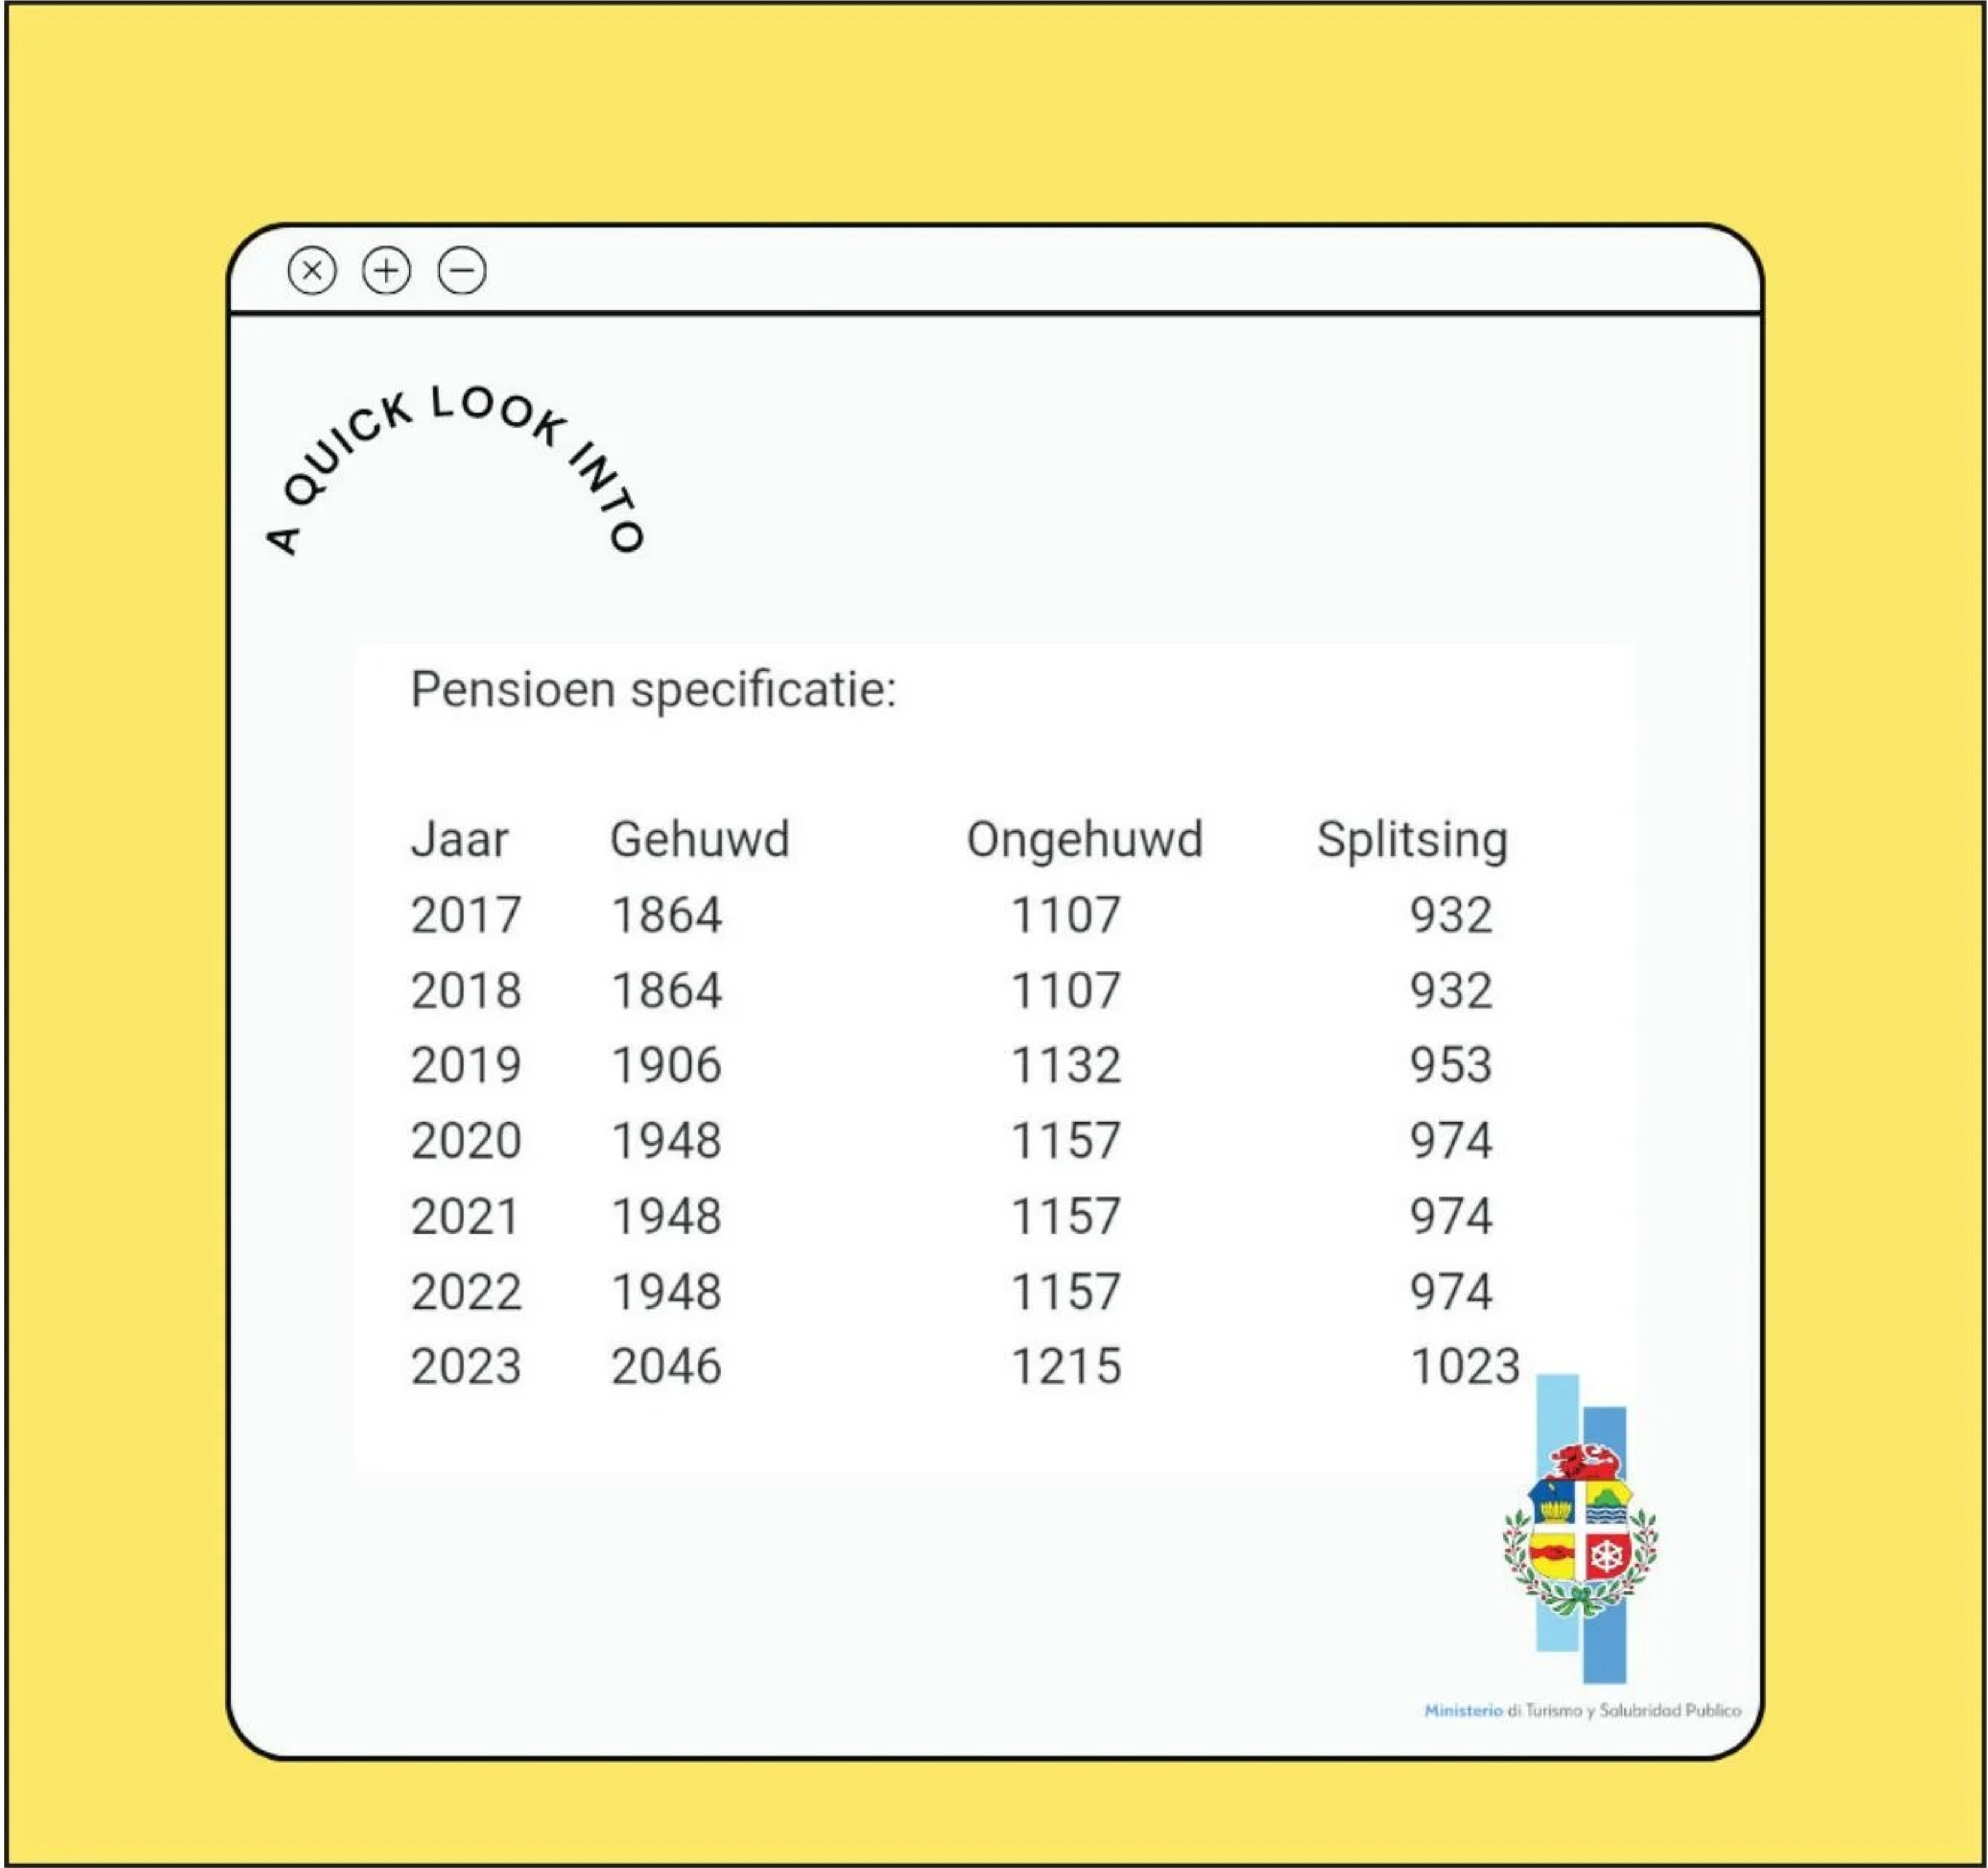 A QUICK LOOK INTO
Pensioen specificatie:
Jaar Gehuwd Ongehuwd Splitsing
2017 1864 1107 932
2018 1864 1107 932
2019 1906 1132 953
2020 1948 1157 974
2021 1948 1157 974
2022 1948 1157 974
2023 2046 1215 1023
Ministerio di Turismo y Salubridad Publico